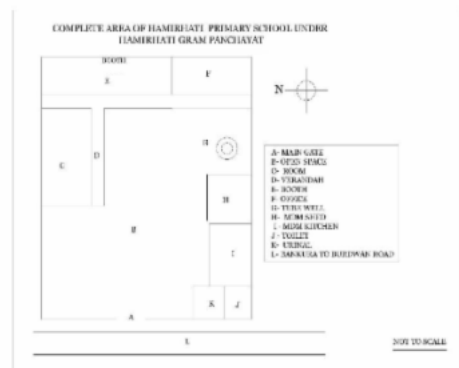 COMPLETE AREA OF HAMIRHATI PRIMARY SCHOOL UNDER
HAMIRHATI GRAM PANCHAYAT
BOOTH
E
F
N
G
C
D
H
B
I
K
J
A
L
A- MAIN GATE
B- OPEN SPACE
C- ROOM
D- VERANDAH
E- BOOTH
F- OFFICE
G- TUBE WELL
H- MDM SHED
I- MDM KITCHEN
J- TOILET
K- URINAL
L- BANKURA TO BURDWAN ROAD
NOT TO SCALE